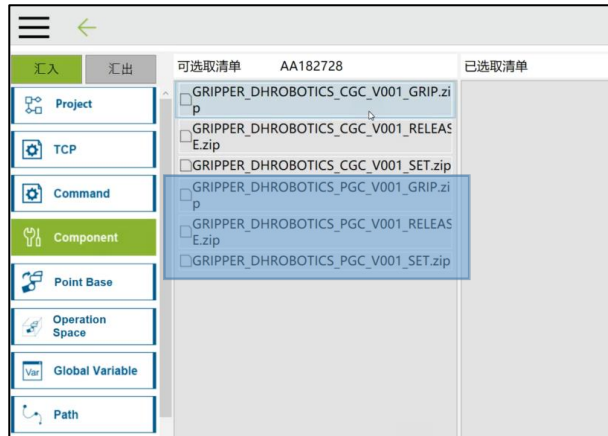 汇入
汇出
Project
TCP
Command
Component
Point Base
Operation
Space
Var
Global Variable
Path
可选取清单
AA182728
GRIPPER_DHROBOTICS_CGC_V001_GRIP.zi
p
GRIPPER_DHROBOTICS_CGC_V001_RELEAS
E.zip
GRIPPER_DHROBOTICS_CGC_V001_SET.zip
GRIPPER_DHROBOTICS_PGC_V001_GRIP.zi
p
GRIPPER_DHROBOTICS_PGC_V001_RELEAS
E.zip
GRIPPER_DHROBOTICS_PGC_V001_SET.zip
已选取清单